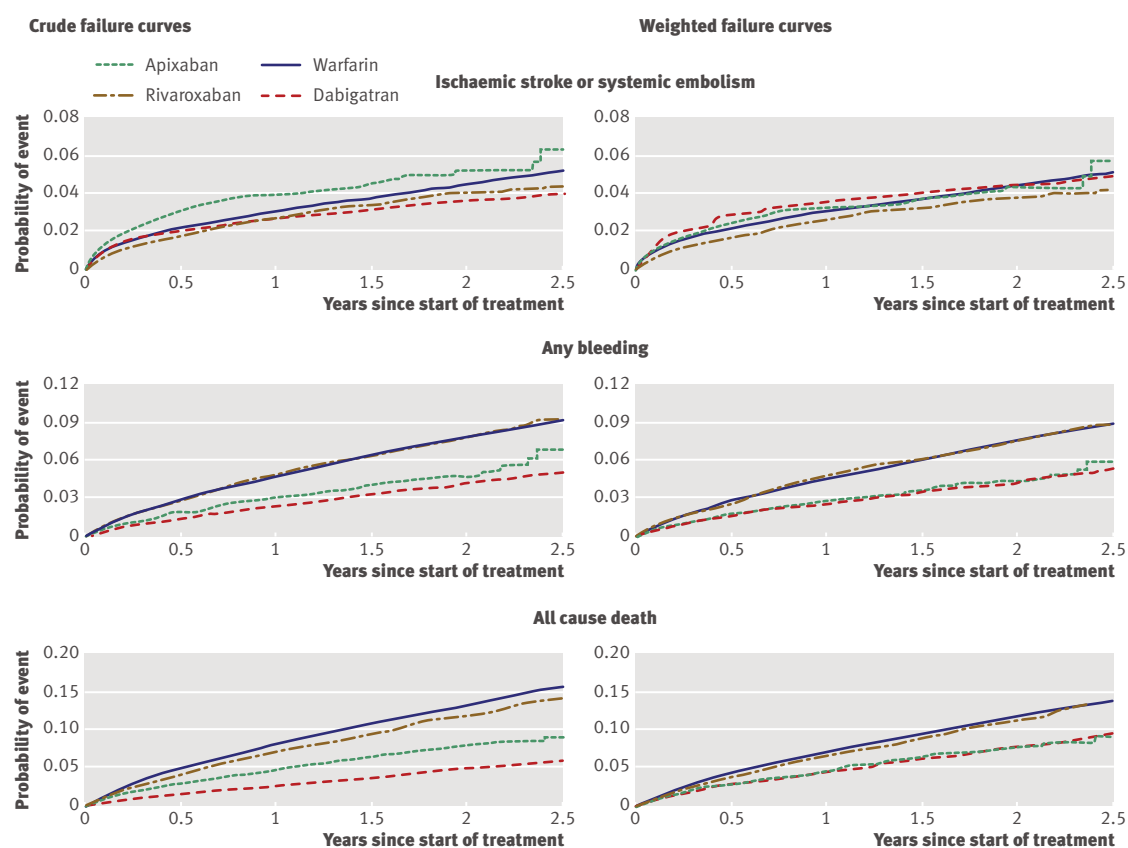 Crude failure curves
Weighted failure curves
Apixaban
Warfarin
Rivaroxaban
Dabigatran
Ischaemic stroke or systemic embolism
Probability of event
0.08
0.06
0.04
0.02
0
0 0.5 1 1.5 2 2.5
Years since start of treatment
0.08
0.06
0.04
0.02
0
0 0.5 1 1.5 2 2.5
Years since start of treatment
Any bleeding
Probability of event
0.12
0.09
0.06
0.03
0
0 0.5 1 1.5 2 2.5
Years since start of treatment
0.12
0.09
0.06
0.03
0
0 0.5 1 1.5 2 2.5
Years since start of treatment
All cause death
Probability of event
0.20
0.15
0.10
0.05
0
0 0.5 1 1.5 2 2.5
Years since start of treatment
0.20
0.15
0.10
0.05
0
0 0.5 1 1.5 2 2.5
Years since start of treatment